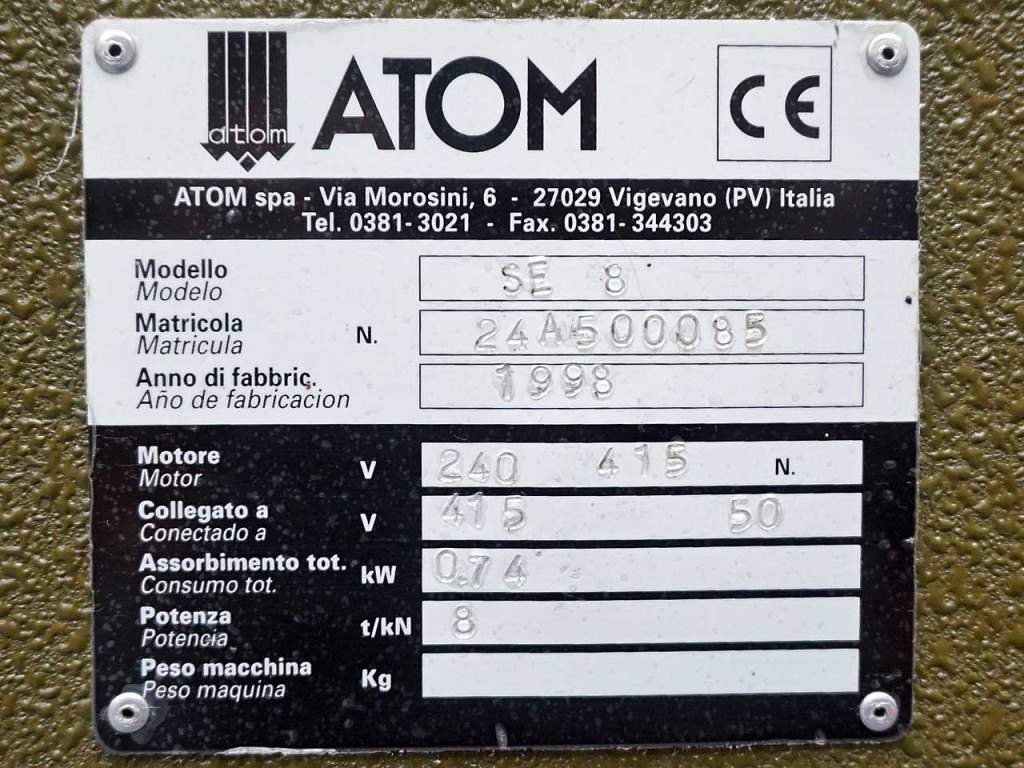 atom ATOM CE
ATOM spa - Via Morosini, 6 - 27029 Vigevano (PV) Italia
Tel. 0381-3021 - Fax. 0381-344303
Modello SE 8
Modelo
Matricola N. 24A500085
Matricula
Anno di fabbric. 1998
Año de fabricacion
Motore V 240 415 N.
Motor
Collegato a V 415 50
Conectado a
Assorbimento tot. kW 0.74
Consumo tot.
Potenza t/kN 8
Potencia
Peso macchina Kg
Peso maquina